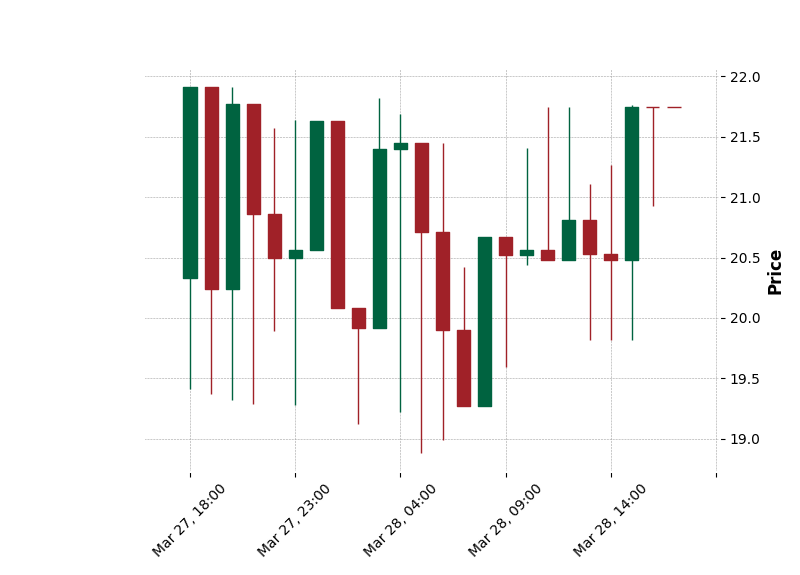 22.0
21.5
21.0
20.5
20.0
19.5
19.0
Price
Mar 27, 18:00
Mar 27, 23:00
Mar 28, 04:00
Mar 28, 09:00
Mar 28, 14:00